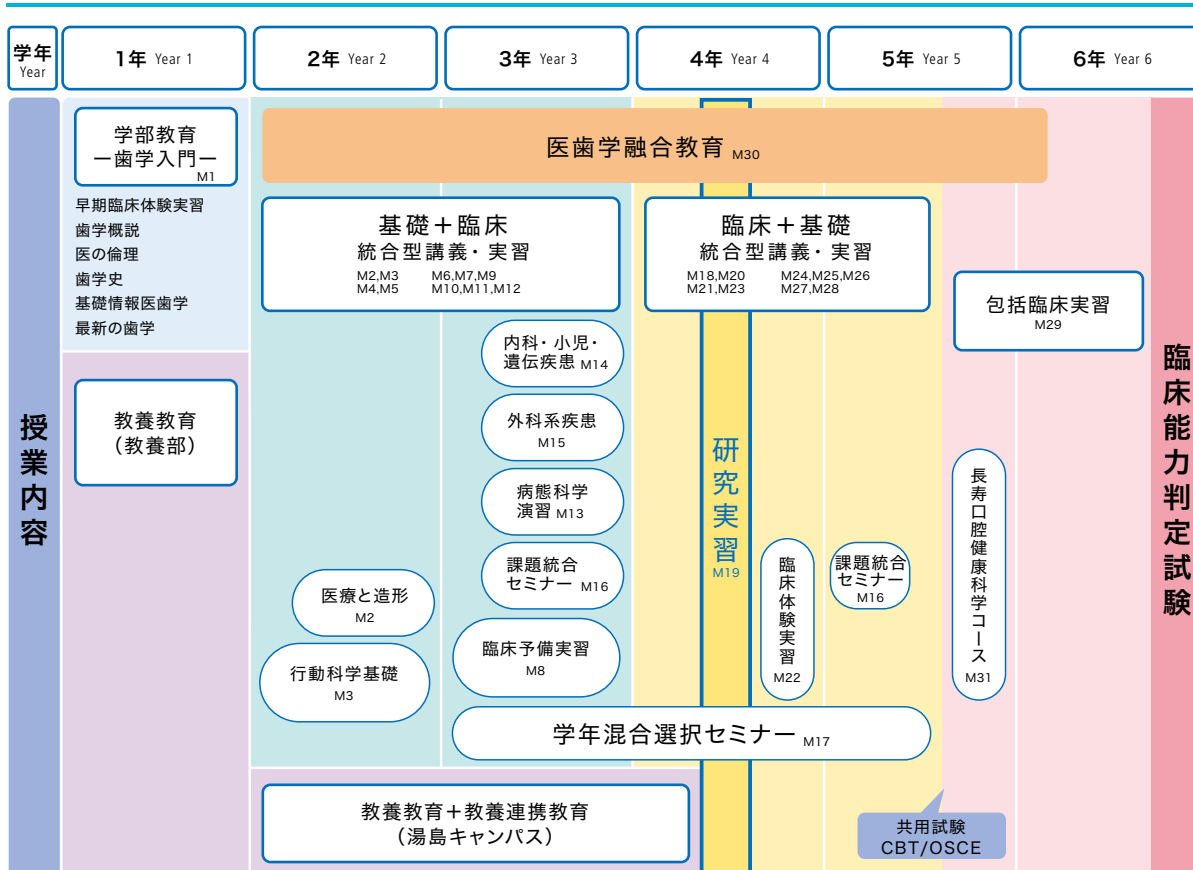 学年
Year
1年 Year 1
2年 Year 2
3年 Year 3
4年 Year 4
5年 Year 5
6年 Year 6
授業内容
学部教育
ー歯学入門ー
M1
早期臨床体験実習
歯学概説
医の倫理
歯学史
基礎情報医歯学
最新の歯学
教養教育
（教養部）
医歯学融合教育 M30
基礎＋臨床
統合型講義・実習
M2,M3 M6,M7,M9
M4,M5 M10,M11,M12
臨床＋基礎
統合型講義・実習
M18,M20 M24,M25,M26
M21,M23 M27,M28
包括臨床実習
M29
内科・小児・
遺伝疾患 M14
外科系疾患
M15
病態科学
演習 M13
課題統合
セミナー M16
医療と造形
M2
臨床予備実習
M8
行動科学基礎
M3
研究実習
M19
臨床体験実習
M22
課題統合
セミナー
M16
長寿口腔健康科学コース
M31
学年混合選択セミナー M17
教養教育＋教養連携教育
（湯島キャンパス）
共用試験
CBT/OSCE
臨床能力判定試験